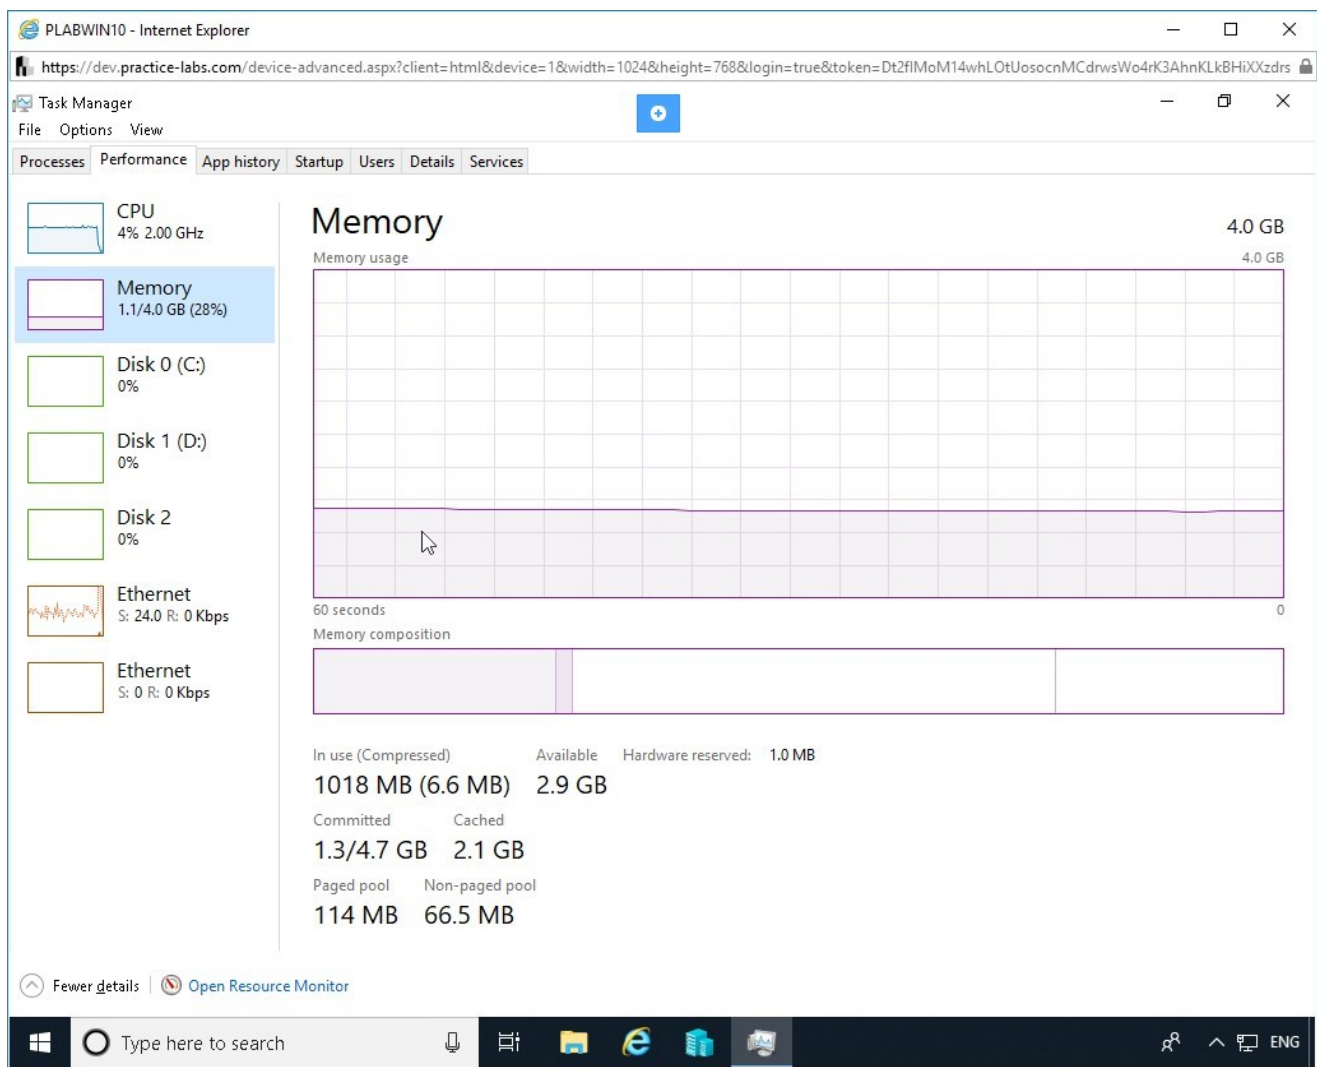 PLABWIN10 - Internet Explorer
https://dev.practice-labs.com/device-advanced.aspx?client=html&device=1&width=1024&height=768&login=true&token=Dt2flMoM14whLOtUosocnMCdrwsWo4rK3AhnKLkBHiXXzdrs
Task Manager
File Options View
Processes Performance App history Startup Users Details Services
CPU
4% 2.00 GHz
Memory
1.1/4.0 GB (28%)
Disk 0 (C:)
0%
Disk 1 (D:)
0%
Disk 2
0%
Ethernet
S: 24.0 R: 0 Kbps
Ethernet
S: 0 R: 0 Kbps
Memory 4.0 GB
Memory usage 4.0 GB
60 seconds 0
Memory composition
In use (Compressed) Available Hardware reserved: 1.0 MB
1018 MB (6.6 MB) 2.9 GB
Committed Cached
1.3/4.7 GB 2.1 GB
Paged pool Non-paged pool
114 MB 66.5 MB
Fewer details Open Resource Monitor
Type here to search ENG